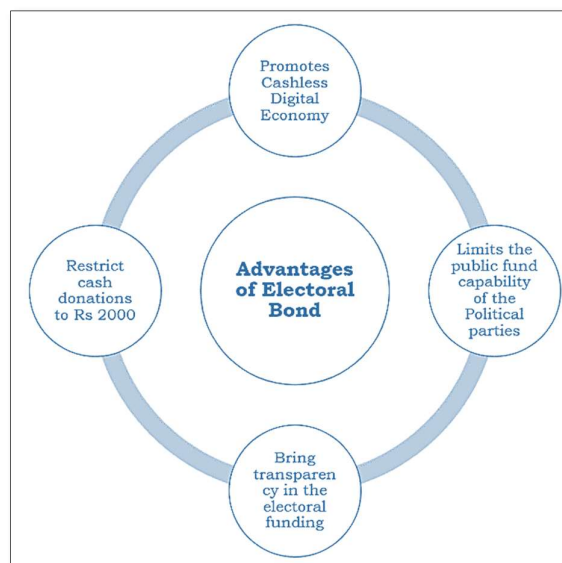 Promotes
Cashless
Digital
Economy
Restrict
cash
donations
to Rs 2000
Advantages
of Electoral
Bond
Limits the
public fund
capability
of the
Political
parties
Bring
transparen
cy in the
electoral
funding